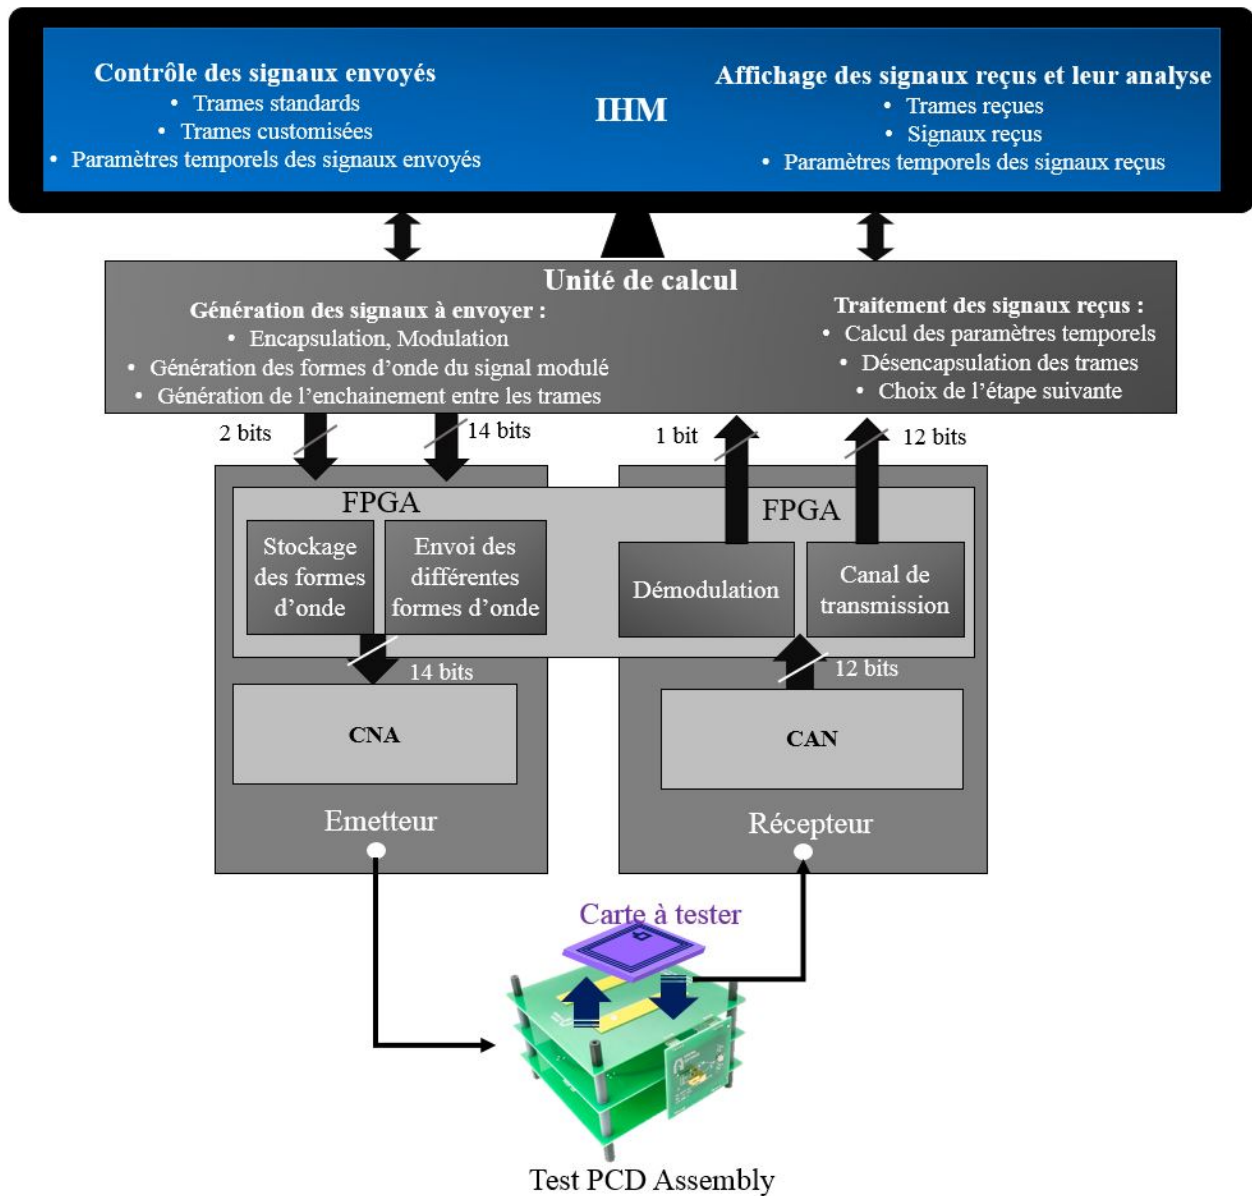 Contrôle des signaux envoyés
• Trames standards
• Trames customisées
• Paramètres temporels des signaux envoyés
IHM
Affichage des signaux reçus et leur analyse
• Trames reçues
• Signaux reçus
• Paramètres temporels des signaux reçus
Unité de calcul
Génération des signaux à envoyer :
• Encapsulation, Modulation
• Génération des formes d'onde du signal modulé
• Génération de l'enchainement entre les trames
Traitement des signaux reçus :
• Calcul des paramètres temporels
• Désencapsulation des trames
• Choix de l'étape suivante
2 bits
14 bits
1 bit
12 bits
FPGA
Stockage
des formes
d'onde
Envoi des
différentes
formes d'onde
FPGA
Démodulation
Canal de
transmission
14 bits
12 bits
CNA
CAN
Emetteur
Récepteur
Carte à tester
Test PCD Assembly